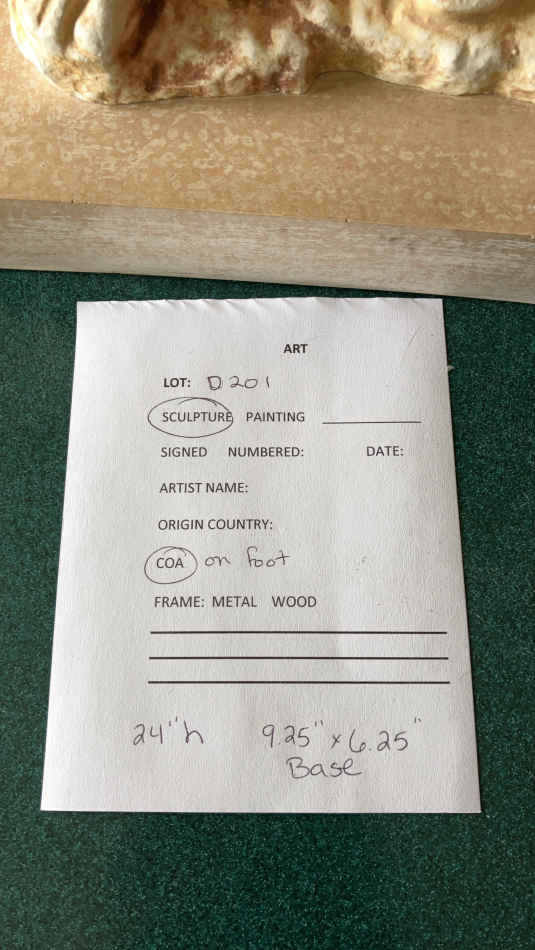 ART
LOT: D201
SCULPTURE PAINTING
SIGNED NUMBERED: DATE:
ARTIST NAME:
ORIGIN COUNTRY:
COA on foot
FRAME: METAL WOOD
24"h 9.25" x 6.25"
Base